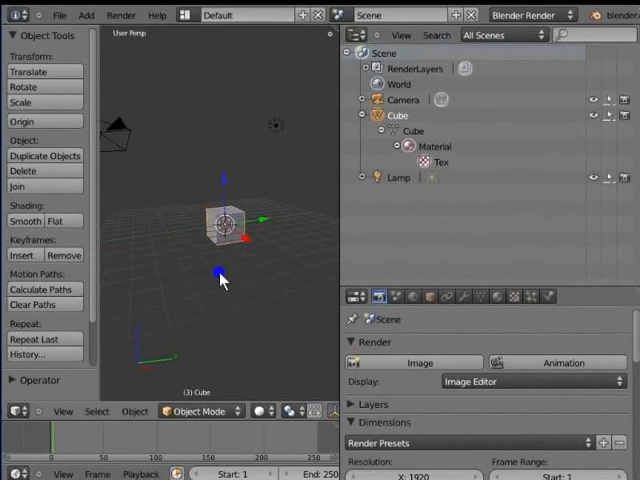 File Add Render Help Default Scene Blender Render blender
Object Tools
User Persp
View Search All Scenes
Scene
Transform:
RenderLayers
Translate
World
Rotate
Camera
Scale
Cube
Origin
Cube
Object:
Material
Duplicate Objects
Tex
Delete
Lamp
Join
Shading:
Smooth Flat
Keyframes:
Insert Remove
Motion Paths:
Calculate Paths
Clear Paths
Scene
Repeat:
Render
Repeat Last
Image Animation
History...
Display: Image Editor
Operator
(3) Cube
Layers
View Select Object Object Mode
Dimensions
Render Presets
0 50 100 150 200 250
Resolution: Frame Range:
View Frame Playback Start: 1 End: 250
X: 1920 Start: 1